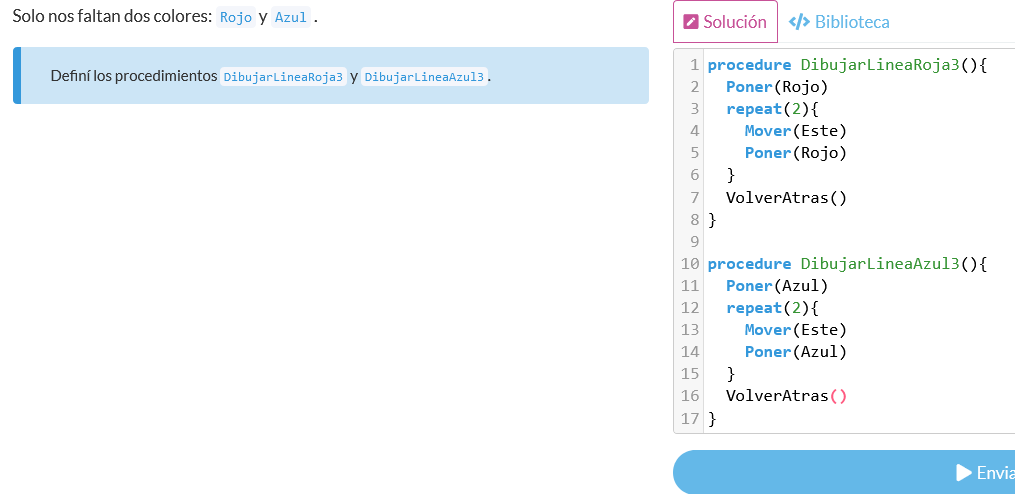 Solo nos faltan dos colores: Rojo y Azul .
Definí los procedimientos DibujarLineaRoja3 y DibujarLineaAzul3.
Solución
Biblioteca
1 procedure DibujarLineaRoja3(){
2   Poner(Rojo)
3   repeat(2){
4     Mover(Este)
5     Poner(Rojo)
6   }
7   VolverAtras()
8 }
9
10 procedure DibujarLineaAzul3(){
11   Poner(Azul)
12   repeat(2){
13     Mover(Este)
14     Poner(Azul)
15   }
16   VolverAtras()
17 }
Envia